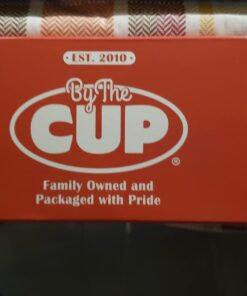 · EST. 2010 ·
By The
CUP®
Family Owned and
Packaged with Pride